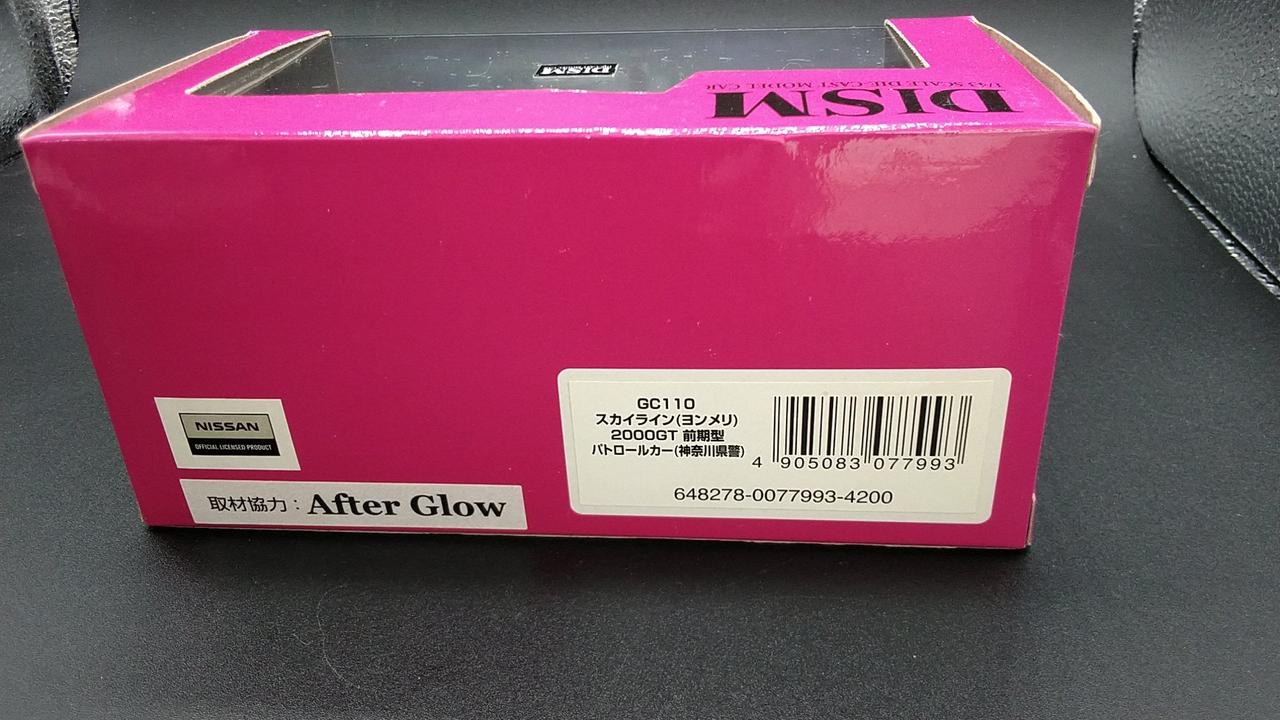 DISM
DISM
1/43 SCALE DIE-CAST MODEL CAR
NISSAN
OFFICIAL LICENSED PRODUCT
取材協力：After Glow
GC110
スカイライン(ヨンメリ)
2000GT 前期型
パトロールカー(神奈川県警)
4 905083 077993
648278-0077993-4200